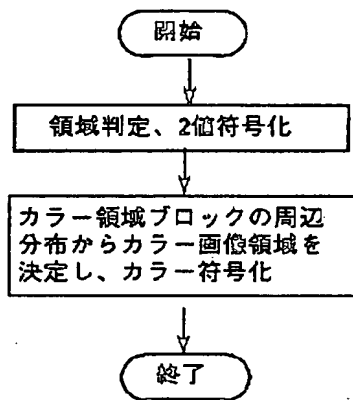 開始
領域判定、2値符号化
カラー領域ブロックの周辺
分布からカラー画像領域を
決定し、カラー符号化
終了